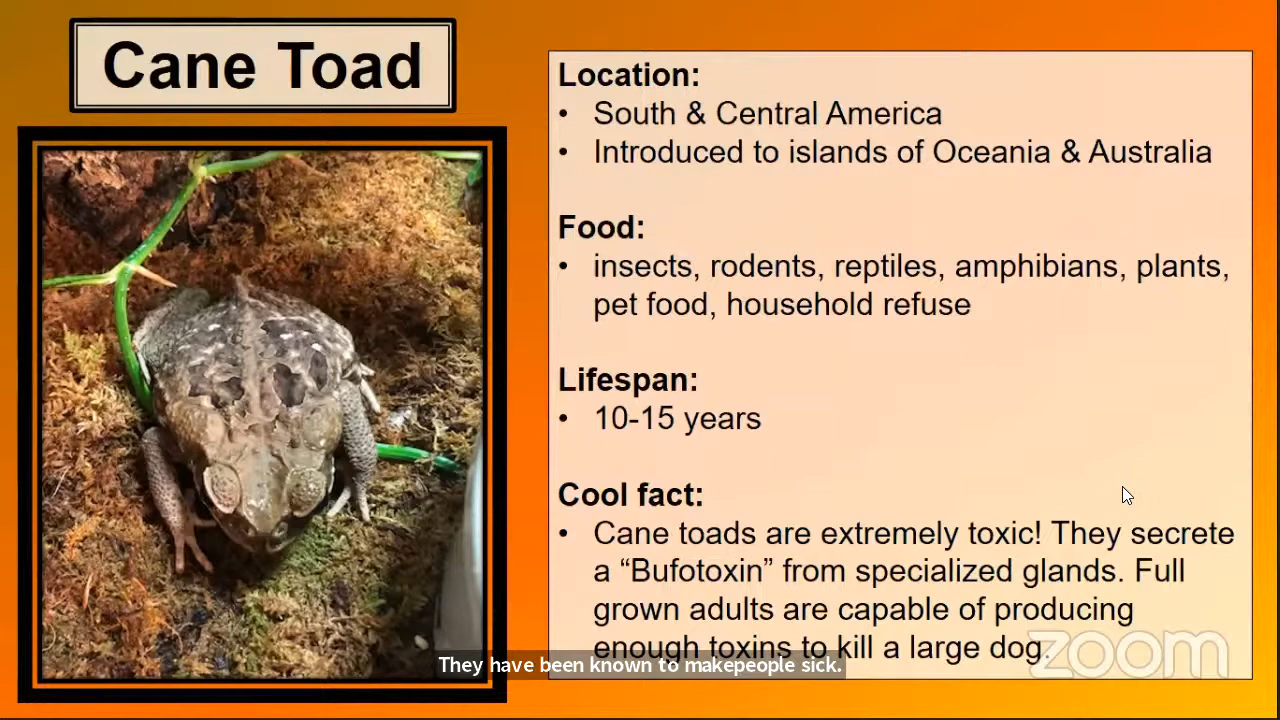 Cane Toad
Location:
• South & Central America
• Introduced to islands of Oceania & Australia
Food:
• insects, rodents, reptiles, amphibians, plants,
pet food, household refuse
Lifespan:
• 10-15 years
Cool fact:
• Cane toads are extremely toxic! They secrete
a “Bufotoxin” from specialized glands. Full
grown adults are capable of producing
enough toxins to kill a large dog.
zoom
They have been known to makepeople sick.